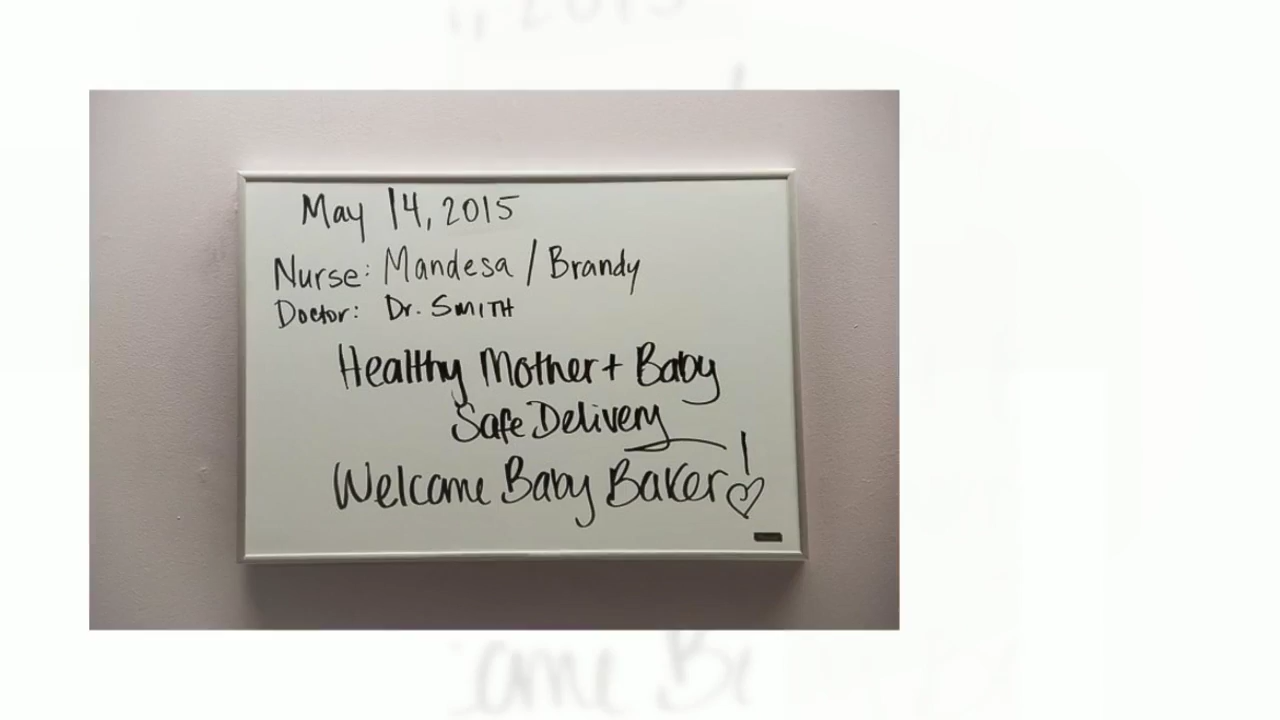 May 14, 2015
Nurse: Mandesa / Brandy
Doctor: Dr. SMITH
Healthy Mother + Baby
Safe Delivery
Welcome Baby Baker!